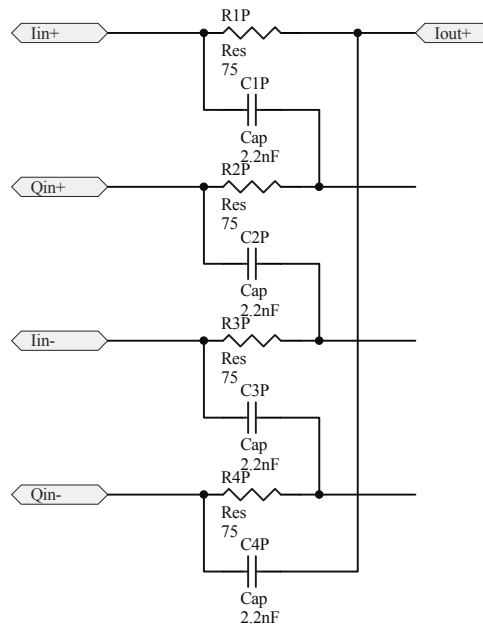 R1P
Iin+
Iout+
Res
75
C1P
Cap
2.2nF
R2P
Qin+
Res
75
C2P
Cap
2.2nF
R3P
Iin-
Res
75
C3P
Cap
2.2nF
R4P
Qin-
Res
75
C4P
Cap
2.2nF